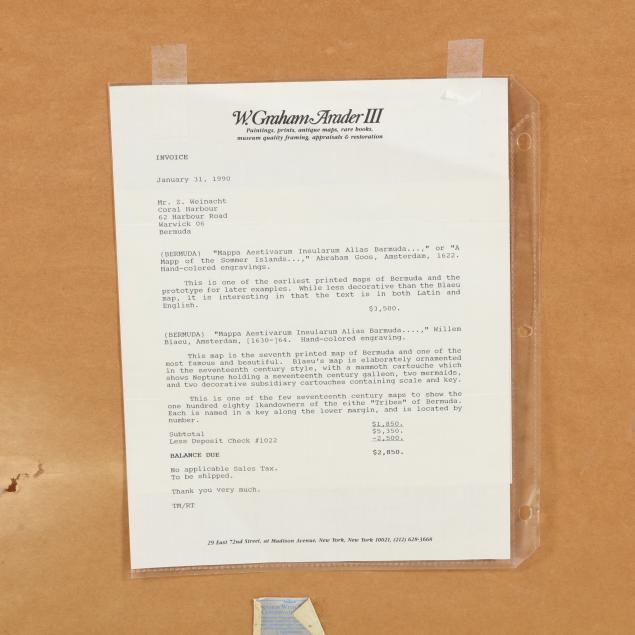 W. Graham Arader III
Paintings, prints, antique maps, rare books,
museum quality framing, appraisals & restoration
INVOICE
January 31, 1990
Mr. Z. Weinacht
Coral Harbour
62 Harbour Road
Warwick 06
Bermuda
(BERMUDA) "Mappa Aestivarum Insularum Alias Barmuda...," or "A
Mapp of the Sommer Islands...," Abraham Goos, Amsterdam, 1622.
Hand-colored engravings.
This is one of the earliest printed maps of Bermuda and the
prototype for later examples. While less decorative than the Blaeu
map, it is interesting in that the text is in both Latin and
English.
$3,500.
(BERMUDA) "Mappa Aestivarum Insularum Alias Barmuda....," Willem
Blaeu, Amsterdam, [1630-]64. Hand-colored engraving.
This map is the seventh printed map of Bermuda and one of the
most famous and beautiful. Blaeu's map is elaborately ornamented
in the seventeenth century style, with a mammoth cartouche which
shows Neptune holding a seventeenth century galleon, two mermaids,
and two decorative subsidiary cartouches containing scale and key.
This is one of the few seventeenth century maps to show the
one hundred eighty lkandowners of the eithe "Tribes" of Bermuda.
Each is named in a key along the lower margin, and is located by
number.
$1,850.
Subtotal $5,350.
Less Deposit Check #1022 -2,500.
BALANCE DUE $2,850.
No applicable Sales Tax.
To be shipped.
Thank you very much.
TM/RT
29 East 72nd Street, at Madison Avenue, New York, New York 10021, (212) 628-3668